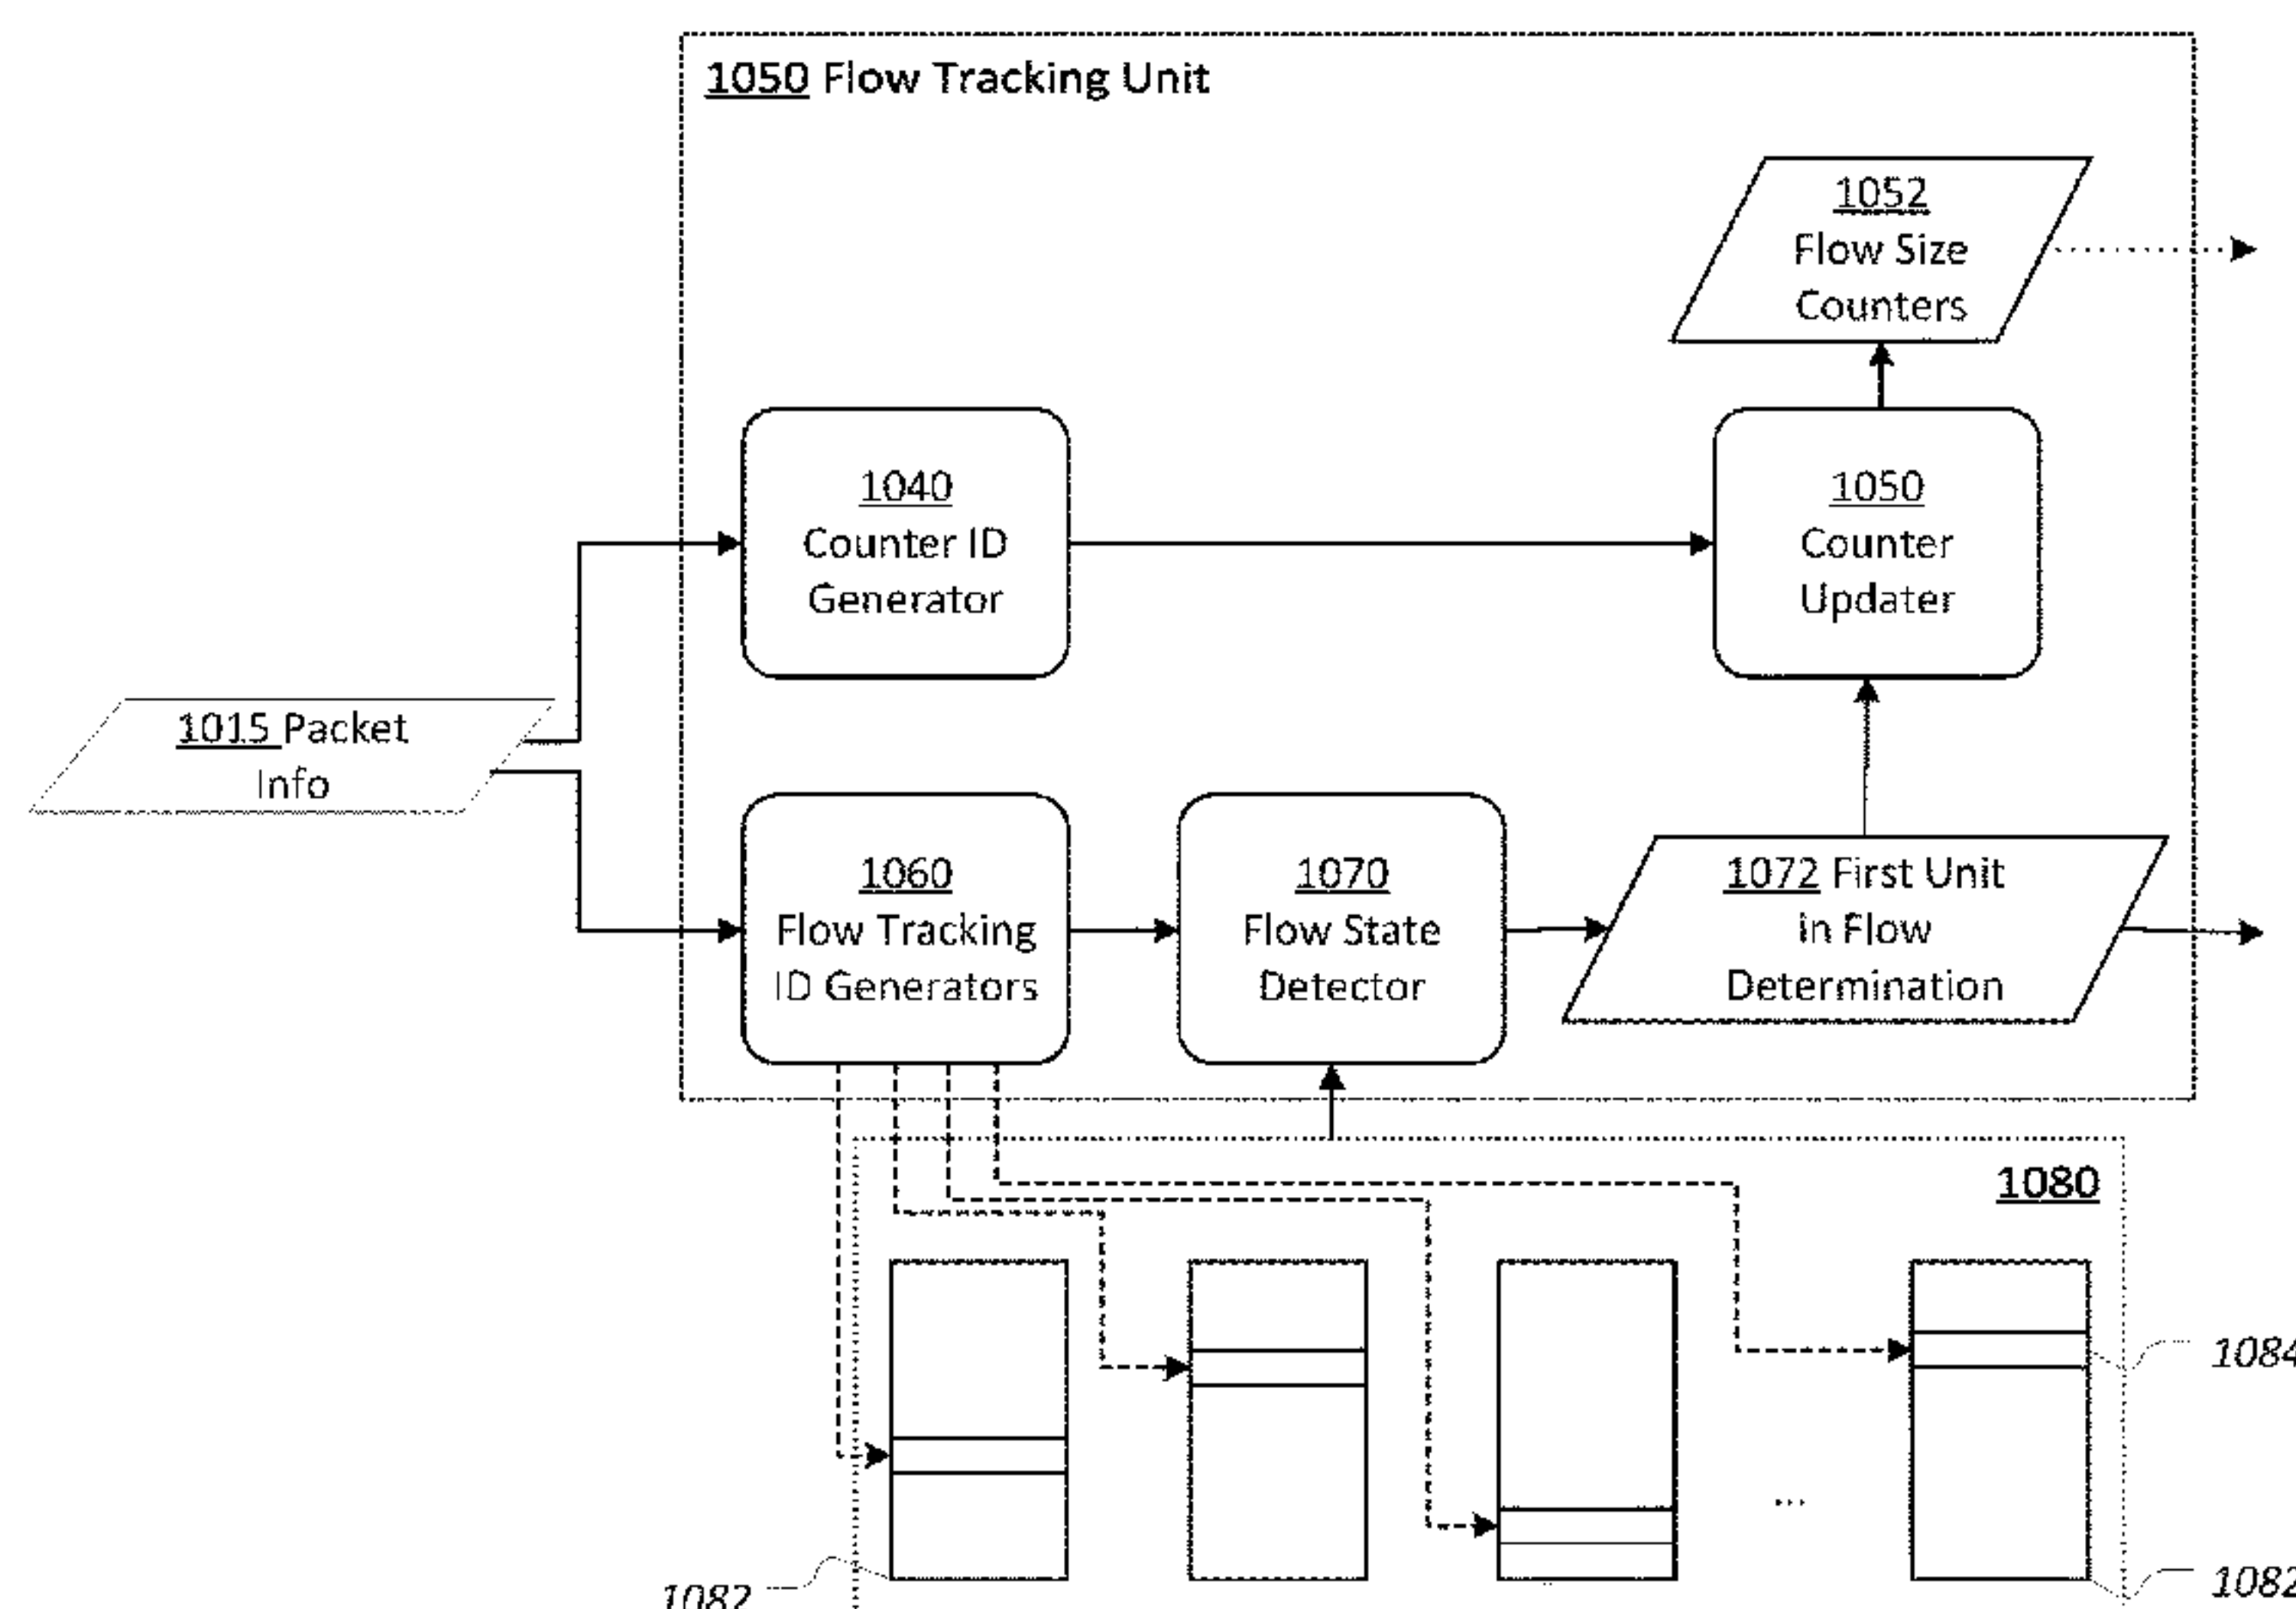 1050 Flow Tracking Unit
1052
Flow Size
Counters
1040
Counter ID
Generator
1050
Counter
Updater
1015 Packet
Info
1060
Flow Tracking
ID Generators
1070
Flow State
Detector
1072 First Unit
in Flow
Determination
1080
1084
...
1082
1082